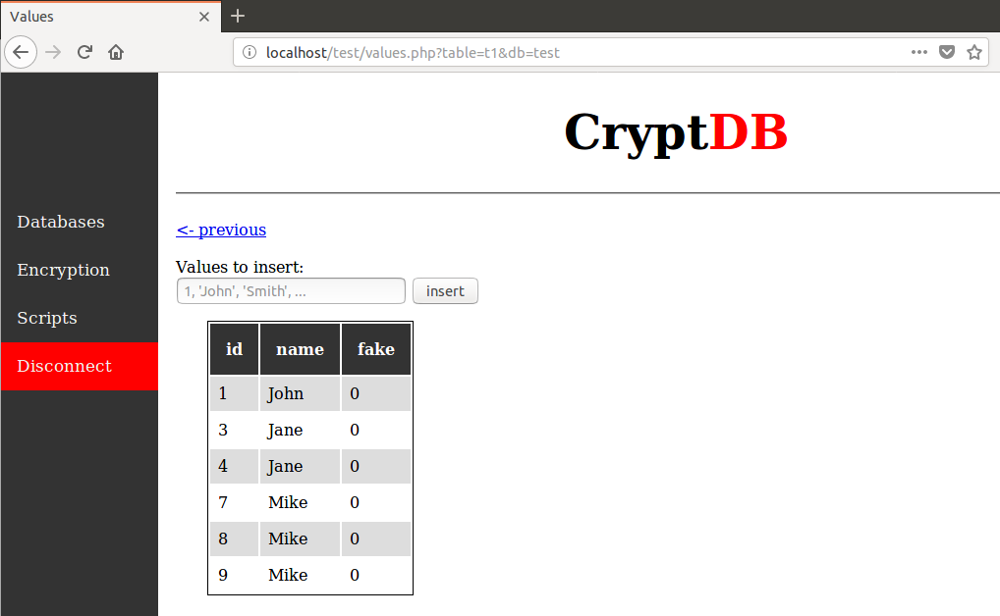 Values
localhost/test/values.php?table=t1&db=test
CryptDB
Databases
Encryption
Scripts
Disconnect
<- previous
Values to insert:
1, 'John', 'Smith', ...
insert
id name fake
1 John 0
3 Jane 0
4 Jane 0
7 Mike 0
8 Mike 0
9 Mike 0